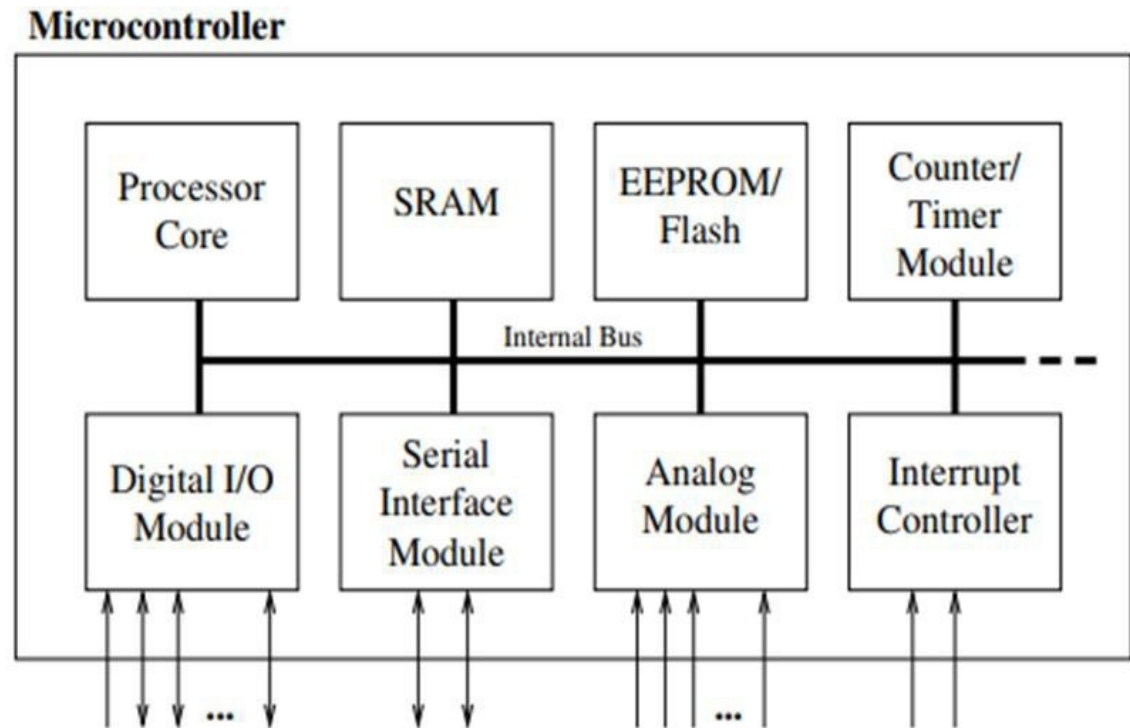 Microcontroller
Processor
Core
SRAM
EEPROM/
Flash
Counter/
Timer
Module
Internal Bus
Digital I/O
Module
Serial
Interface
Module
Analog
Module
Interrupt
Controller
...
...